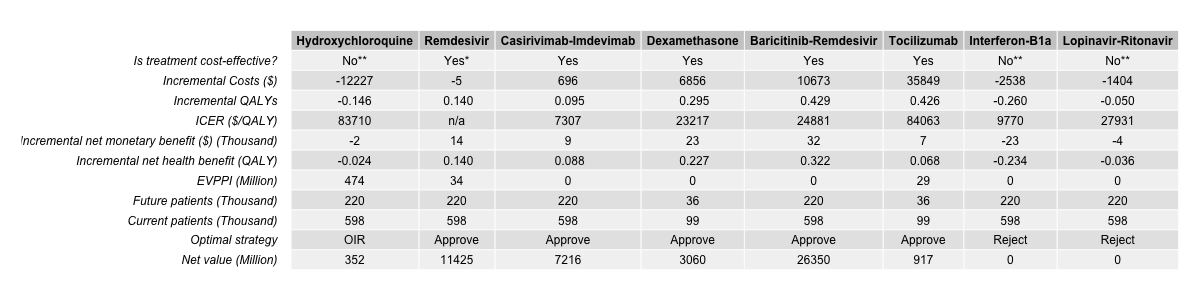 Hydroxychloroquine Remdesivir Casirivimab-Imdevimab Dexamethasone Baricitinib-Remdesivir Tocilizumab Interferon-B1a Lopinavir-Ritonavir
Is treatment cost-effective? No** Yes* Yes Yes Yes Yes No** No**
Incremental Costs ($) -12227 -5 696 6856 10673 35849 -2538 -1404
Incremental QALYs -0.146 0.140 0.095 0.295 0.429 0.426 -0.260 -0.050
ICER ($/QALY) 83710 n/a 7307 23217 24881 84063 9770 27931
Incremental net monetary benefit ($) (Thousand) -2 14 9 23 32 7 -23 -4
Incremental net health benefit (QALY) -0.024 0.140 0.088 0.227 0.322 0.068 -0.234 -0.036
EVPPI (Million) 474 34 0 0 0 29 0 0
Future patients (Thousand) 220 220 220 36 220 36 220 220
Current patients (Thousand) 598 598 598 99 598 99 598 598
Optimal strategy OIR Approve Approve Approve Approve Approve Reject Reject
Net value (Million) 352 11425 7216 3060 26350 917 0 0